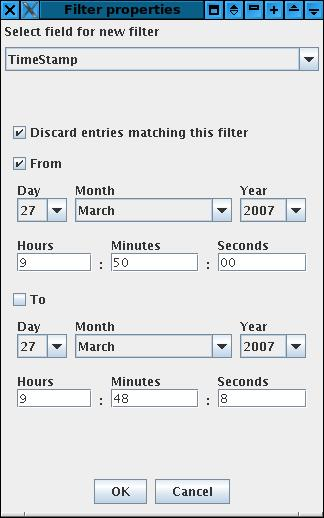 Filter properties
Select field for new filter
TimeStamp
Discard entries matching this filter
From
Day Month Year
27 March 2007
Hours Minutes Seconds
9 : 50 : 00
To
Day Month Year
27 March 2007
Hours Minutes Seconds
9 : 48 : 8
OK Cancel